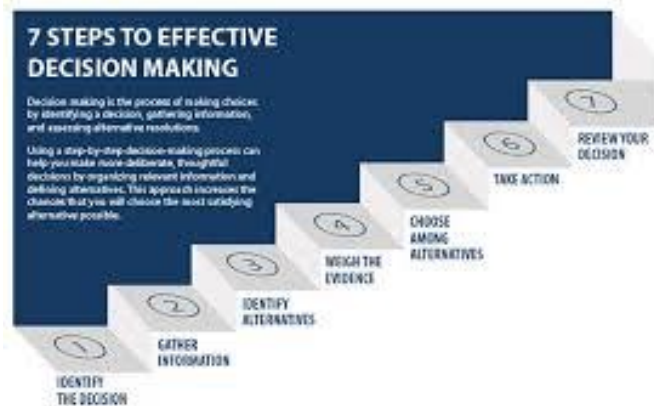 7 STEPS TO EFFECTIVE
DECISION MAKING
Decision making is the process of making choices
by identifying a decision, gathering information,
and assessing alternative resolutions.
Using a step-by-step decision-making process can
help you make more deliberate, thoughtful
decisions by organizing relevant information and
defining alternatives. This approach increases the
chances that you will choose the most satisfying
alternative possible.
1
IDENTIFY
THE DECISION
2
GATHER
INFORMATION
3
IDENTIFY
ALTERNATIVES
4
WEIGH THE
EVIDENCE
5
CHOOSE
AMONG
ALTERNATIVES
6
TAKE ACTION
7
REVIEW YOUR
DECISION